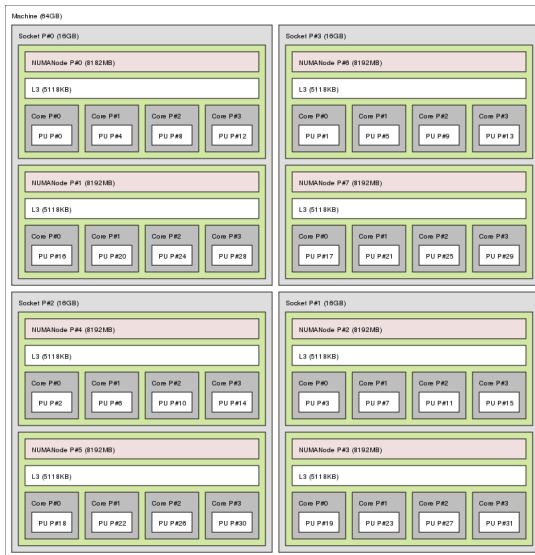 Machine (64GB)
Socket P#0 (16GB)
NUMANode P#0 (8182MB)
L3 (5118KB)
Core P#0 Core P#1 Core P#2 Core P#3
PU P#0 PU P#4 PU P#8 PU P#12
NUMANode P#1 (8192MB)
L3 (5118KB)
Core P#0 Core P#1 Core P#2 Core P#3
PU P#16 PU P#20 PU P#24 PU P#28
Socket P#3 (16GB)
NUMANode P#6 (8192MB)
L3 (5118KB)
Core P#0 Core P#1 Core P#2 Core P#3
PU P#1 PU P#5 PU P#9 PU P#13
NUMANode P#7 (8192MB)
L3 (5118KB)
Core P#0 Core P#1 Core P#2 Core P#3
PU P#17 PU P#21 PU P#25 PU P#29
Socket P#2 (16GB)
NUMANode P#4 (8192MB)
L3 (5118KB)
Core P#0 Core P#1 Core P#2 Core P#3
PU P#2 PU P#6 PU P#10 PU P#14
NUMANode P#5 (8192MB)
L3 (5118KB)
Core P#0 Core P#1 Core P#2 Core P#3
PU P#18 PU P#22 PU P#26 PU P#30
Socket P#1 (16GB)
NUMANode P#2 (8192MB)
L3 (5118KB)
Core P#0 Core P#1 Core P#2 Core P#3
PU P#3 PU P#7 PU P#11 PU P#15
NUMANode P#3 (8192MB)
L3 (5118KB)
Core P#0 Core P#1 Core P#2 Core P#3
PU P#19 PU P#23 PU P#27 PU P#31